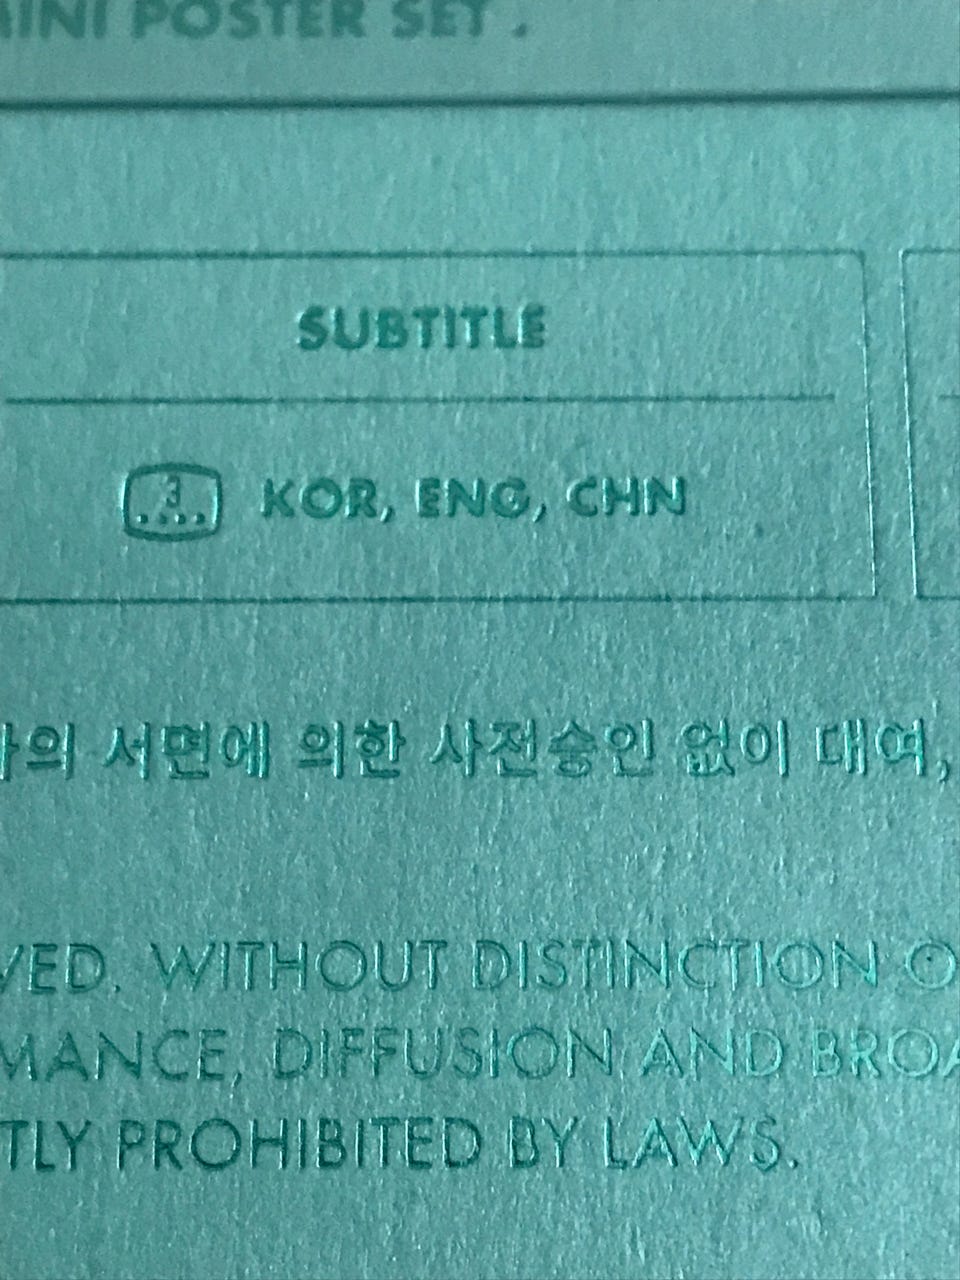 MINI POSTER SET .
SUBTITLE
3 KOR, ENG, CHN
의 서면에 의한 사전승인 없이 대여,
VED. WITHOUT DISTINCTION O
MANCE, DIFFUSION AND BROA
TLY PROHIBITED BY LAWS.